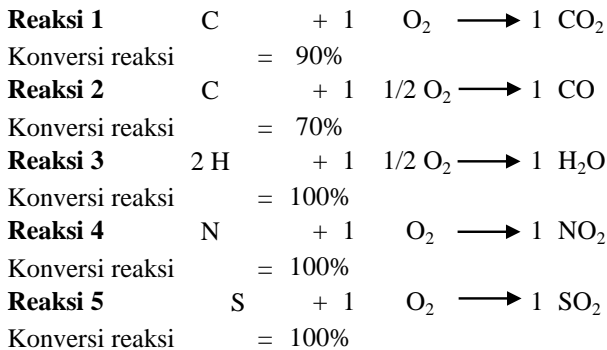 Reaksi 1 C + 1 O₂ ⟶ 1 CO₂
Konversi reaksi = 90%
Reaksi 2 C + 1 1/2 O₂ ⟶ 1 CO
Konversi reaksi = 70%
Reaksi 3 2 H + 1 1/2 O₂ ⟶ 1 H₂O
Konversi reaksi = 100%
Reaksi 4 N + 1 O₂ ⟶ 1 NO₂
Konversi reaksi = 100%
Reaksi 5 S + 1 O₂ ⟶ 1 SO₂
Konversi reaksi = 100%